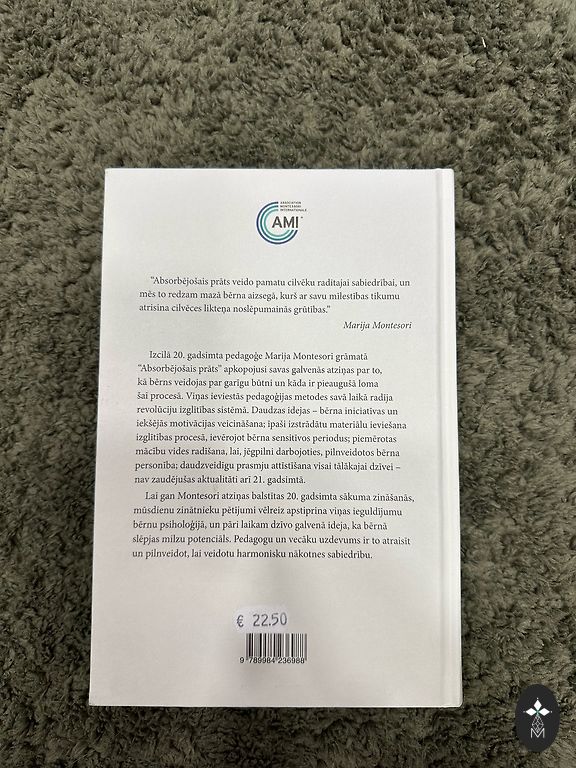 ASSOCIATION
MONTESSORI
INTERNATIONALE
AMI
"Absorbējošais prāts veido pamatu cilvēku radītajai sabiedrībai, un
mēs to redzam mazā bērna aizsegā, kurš ar savu mīlestības tikumu
atrisina cilvēces likteņa noslēpumainās grūtības."
Marija Montesori
Izcilā 20. gadsimta pedagoģe Marija Montesori grāmatā
"Absorbējošais prāts" apkopojusi savas galvenās atziņas par to,
kā bērns veidojas par garīgu būtni un kāda ir pieaugušā loma
šai procesā. Viņas ieviestās pedagoģijas metodes savā laikā radīja
revolūciju izglītības sistēmā. Daudzas idejas – bērna iniciatīvas un
iekšējās motivācijas veicināšana; īpaši izstrādātu materiālu ieviešana
izglītības procesā, ievērojot bērna sensitīvos periodus; piemērotas
mācību vides radīšana, lai, jēgpilni darbojoties, pilnveidotos bērna
personība; daudzveidīgu prasmju attīstīšana visai tālākajai dzīvei –
nav zaudējušas aktualitāti arī 21. gadsimtā.
Lai gan Montesori atziņas balstītas 20. gadsimta sākuma zināšanās,
mūsdienu zinātnieku pētījumi vēlreiz apstiprina viņas ieguldījumu
bērnu psiholoģijā, un pāri laikam dzīvo galvenā ideja, ka bērnā
slēpjas milzu potenciāls. Pedagogu un vecāku uzdevums ir to atraisīt
un pilnveidot, lai veidotu harmonisku nākotnes sabiedrību.
€ 22.50
9 789984 236988
M